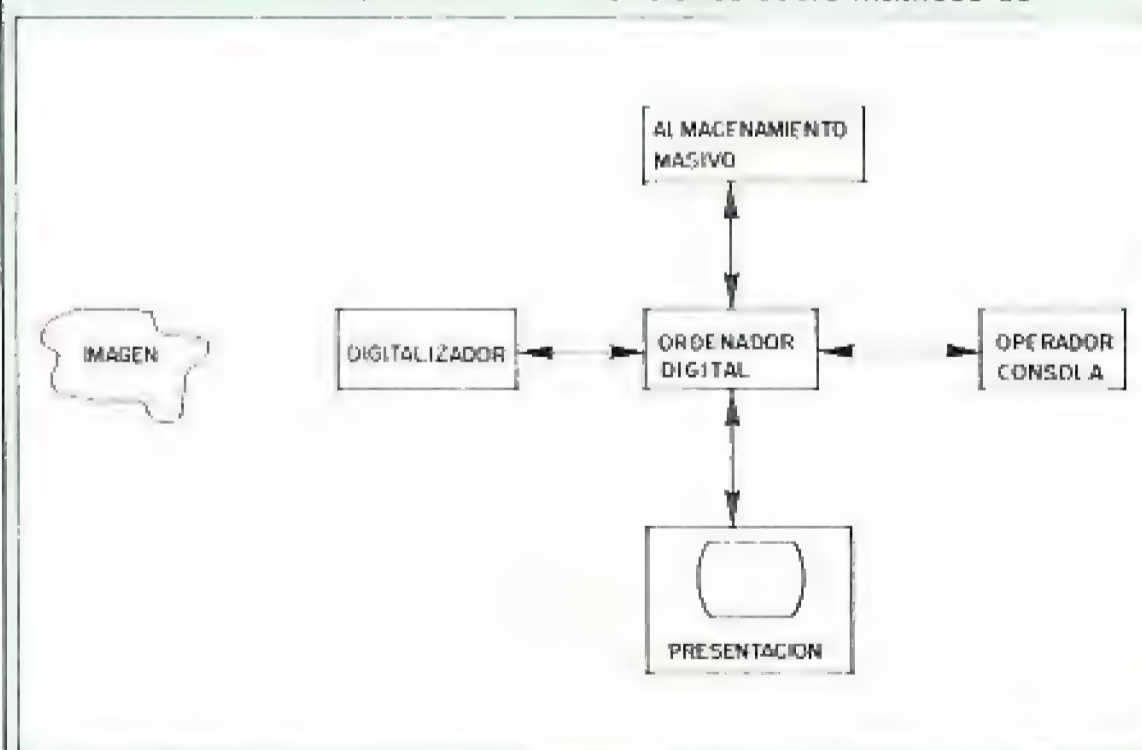 ALMACENAMIENTO
MASIVO
IMAGEN
DIGITALIZADOR
ORDENADOR
DIGITAL
OPERADOR
CONSOLA
PRESENTACION